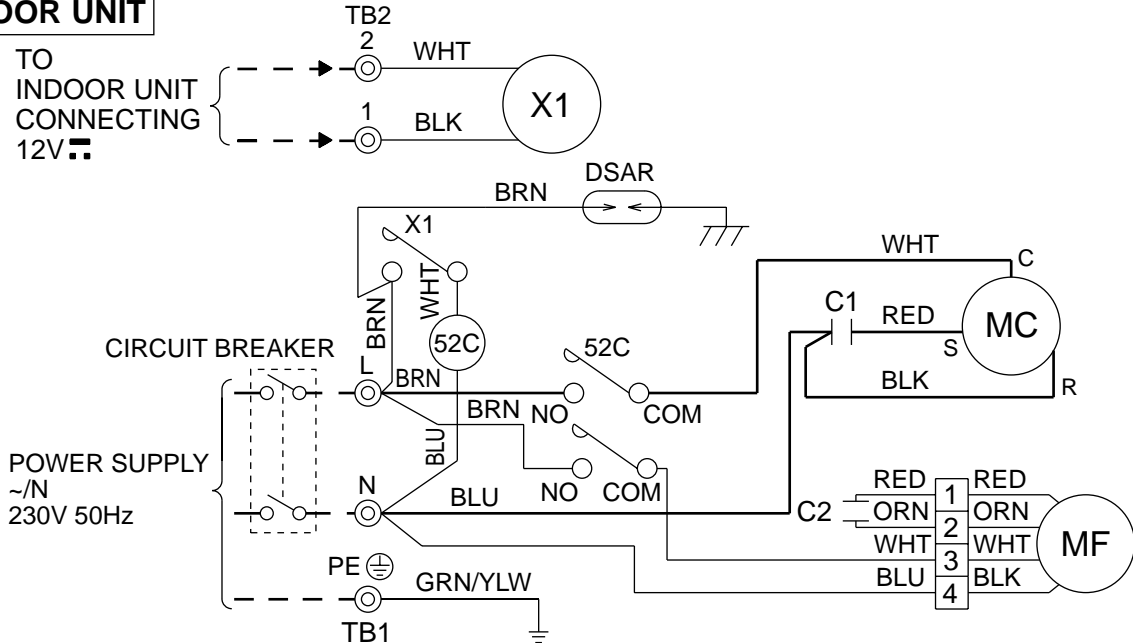 DOOR UNIT
TB2
2
WHT
TO
INDOOR UNIT
CONNECTING
12V
1
BLK
X1
DSAR
BRN
X1
WHT
BRN
52C
WHT
C
C1
RED
MC
S
BLK
R
CIRCUIT BREAKER
L
BRN
52C
BRN
NO
COM
BLU
POWER SUPPLY
~/N
230V 50Hz
N
BLU
NO
COM
RED
1
RED
C2
ORN
2
ORN
WHT
3
WHT
BLU
4
BLK
MF
PE
GRN/YLW
TB1